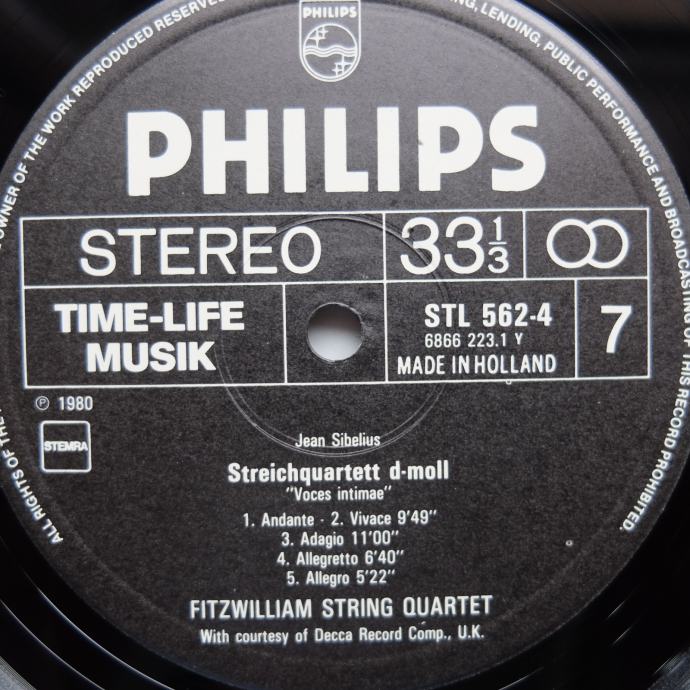 PHILIPS
PHILIPS
STEREO
33 1/3
TIME-LIFE
MUSIK
STL 562-4
6866 223.1 Y
MADE IN HOLLAND
7
℗ 1980
STEMRA
Jean Sibelius
Streichquartett d-moll
"Voces intimae"
1. Andante · 2. Vivace 9'49"
3. Adagio 11'00"
4. Allegretto 6'40"
5. Allegro 5'22"
FITZWILLIAM STRING QUARTET
With courtesy of Decca Record Comp., U.K.
ALL RIGHTS OF THE
OWNER OF THE WORK REPRODUCED RESERVED
LENDING, PUBLIC PERFORMANCE AND BROADCASTING OF THIS RECORD PROHIBITED.